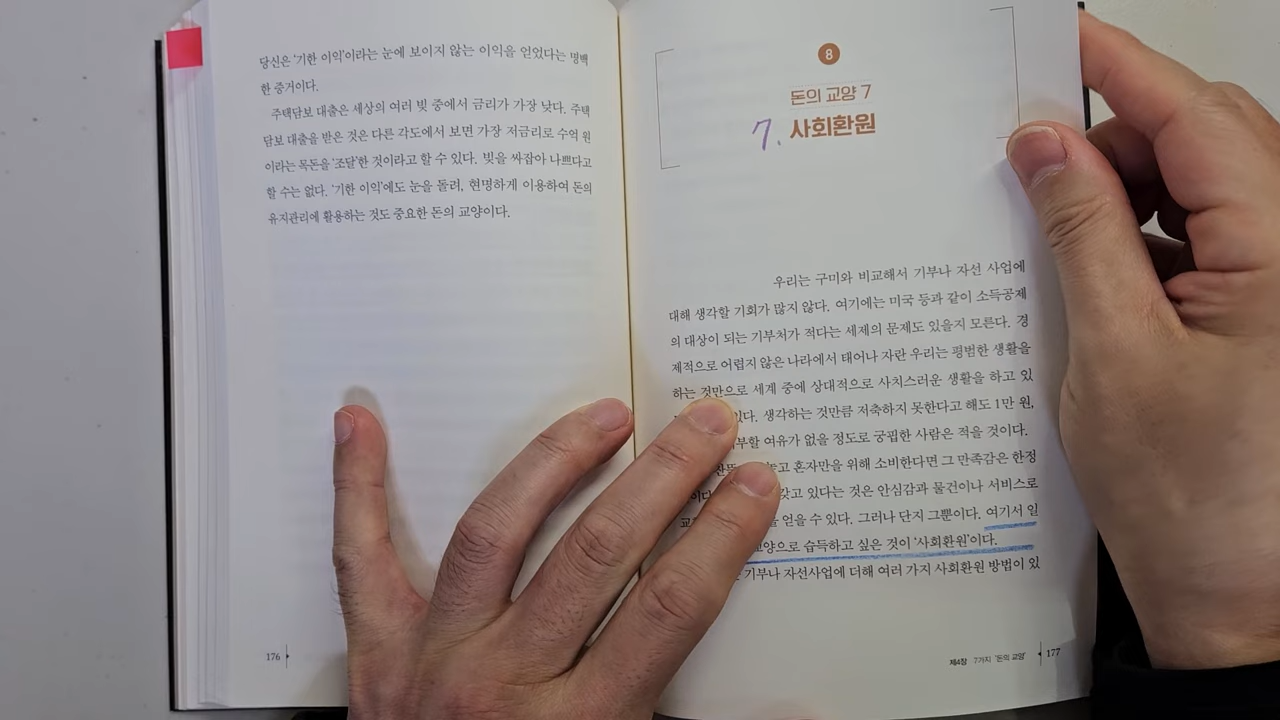 당신은 '기한 이익'이라는 눈에 보이지 않는 이익을 얻었다는 명백
한 증거이다.
주택담보 대출은 세상의 여러 빚 중에서 금리가 가장 낮다. 주택
담보 대출을 받은 것은 다른 각도에서 보면 가장 저금리로 수억 원
이라는 목돈을 '조달'한 것이라고 할 수 있다. 빚을 싸잡아 나쁘다고
할 수는 없다. '기한 이익'에도 눈을 돌려, 현명하게 이용하여 돈의
유지관리에 활용하는 것도 중요한 돈의 교양이다.
176
8
돈의 교양 7
7. 사회환원
우리는 구미와 비교해서 기부나 자선 사업에
대해 생각할 기회가 많지 않다. 여기에는 미국 등과 같이 소득공제
의 대상이 되는 기부처가 적다는 세제의 문제도 있을지 모른다. 경
제적으로 어렵지 않은 나라에서 태어나 자란 우리는 평범한 생활을
하는 것만으로 세계 중에 상대적으로 사치스러운 생활을 하고 있
있다. 생각하는 것만큼 저축하지 못한다고 해도 1만 원,
부할 여유가 없을 정도로 궁핍한 사람은 적을 것이다.
혼자만을 위해 소비한다면 그 만족감은 한정
갖고 있다는 것은 안심감과 물건이나 서비스로
얻을 수 있다. 그러나 단지 그뿐이다. 여기서 일
교양으로 습득하고 싶은 것이 '사회환원'이다.
기부나 자선사업에 더해 여러 가지 사회환원 방법이 있
제4장 7가지 '돈의 교양' 177